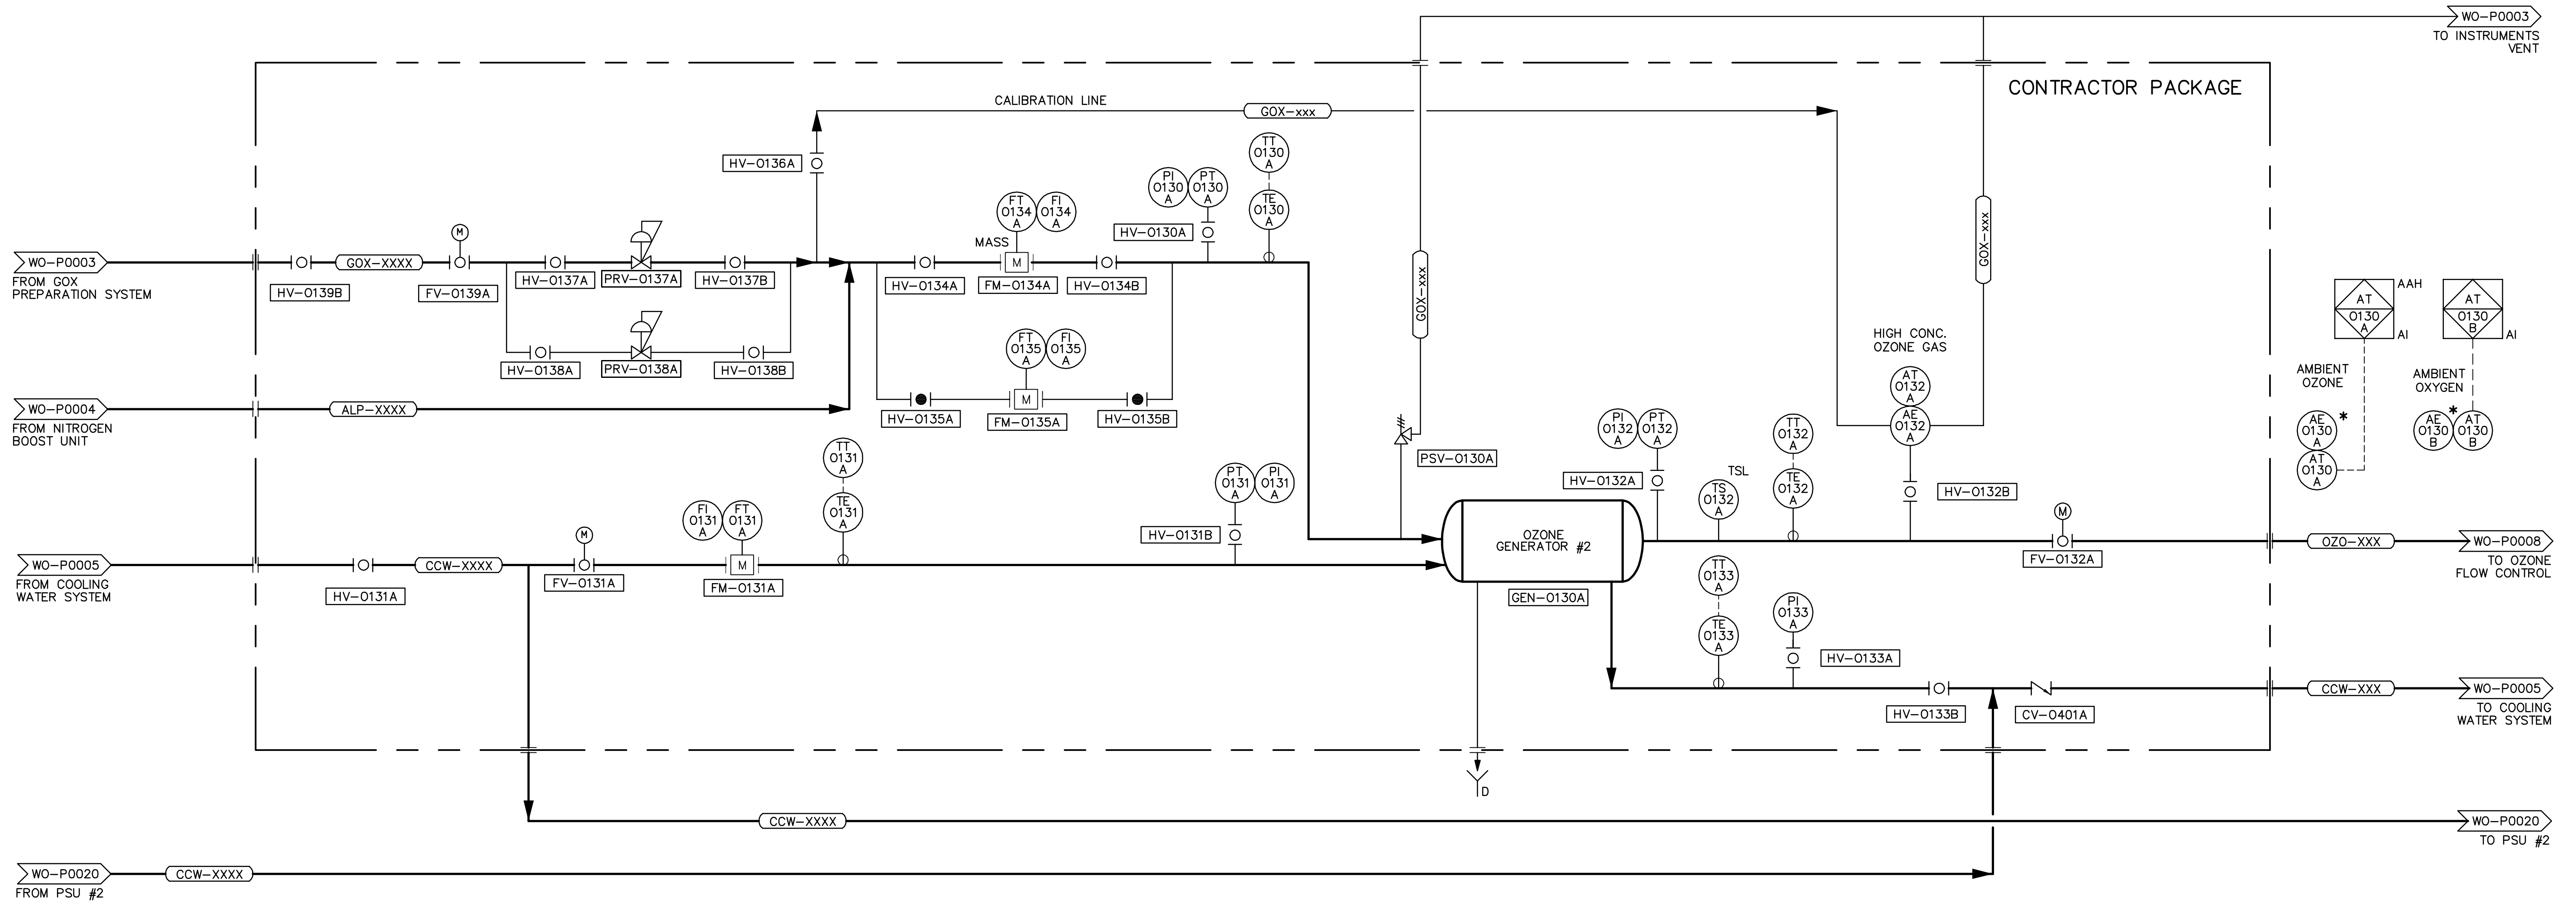 WO-P0003
TO INSTRUMENTS
VENT
CONTRACTOR PACKAGE
CALIBRATION LINE
GOX-xxx
HV-0136A
TT
0130
A
TE
0130
A
PI
0130
A
PT
0130
A
HV-0130A
FT
0134
A
FI
0134
A
MASS
M
WO-P0003
FROM GOX
PREPARATION SYSTEM
HV-0139B
GOX-XXXX
M
FV-0139A
HV-0137A
PRV-0137A
HV-0137B
HV-0134A
FM-0134A
HV-0134B
HV-0138A
PRV-0138A
HV-0138B
FT
0135
A
FI
0135
A
M
HV-0135A
FM-0135A
HV-0135B
WO-P0004
FROM NITROGEN
BOOST UNIT
ALP-XXXX
GOX-xxx
GOX-xxx
PSV-0130A
HIGH CONC.
OZONE GAS
AT
0132
A
AE
0132
A
HV-0132B
AT
0130
A
AAH
AI
AT
0130
B
AI
AMBIENT
OZONE
AMBIENT
OXYGEN
AE
0130
A
*
AT
0130
A
AE
0130
B
*
AT
0130
B
TT
0131
A
TE
0131
A
FI
0131
A
FT
0131
A
PT
0131
A
PI
0131
A
HV-0131B
PI
0132
A
PT
0132
A
HV-0132A
TSL
TS
0132
A
TT
0132
A
TE
0132
A
WO-P0005
FROM COOLING
WATER SYSTEM
HV-0131A
CCW-XXXX
M
FV-0131A
M
FM-0131A
OZONE
GENERATOR #2
GEN-0130A
M
FV-0132A
OZO-XXX
WO-P0008
TO OZONE
FLOW CONTROL
TT
0133
A
TE
0133
A
PI
0133
A
HV-0133A
HV-0133B
CV-0401A
CCW-XXX
WO-P0005
TO COOLING
WATER SYSTEM
D
CCW-XXXX
WO-P0020
TO PSU #2
WO-P0020
FROM PSU #2
CCW-XXXX